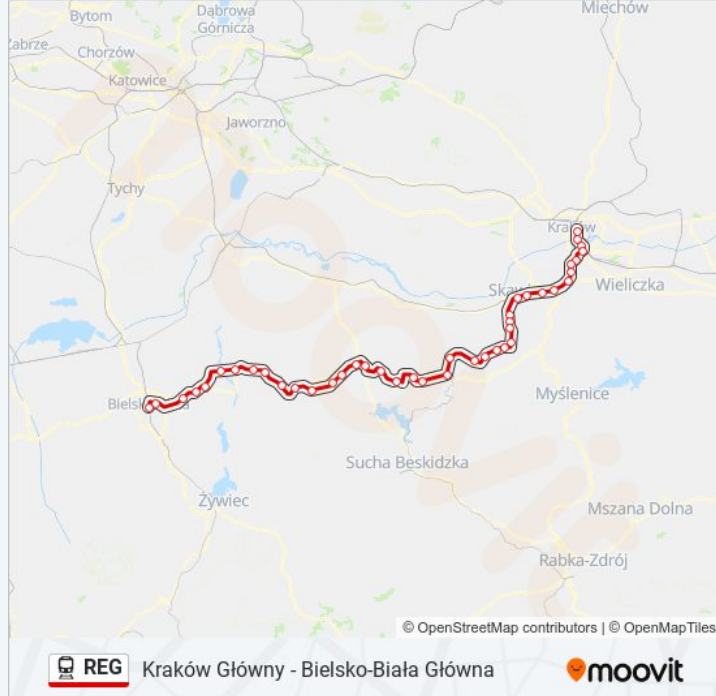 Miechów
Bytom
Dąbrowa
Górnicza
Zabrze
Chorzów
Katowice
Jaworzno
Tychy
Kraków
Wieliczka
Myślenice
Sucha Beskidzka
Żywiec
Mszana Dolna
Rabka-Zdrój
© OpenStreetMap contributors | © OpenMapTiles
REG Kraków Główny - Bielsko-Biała Główna moovit